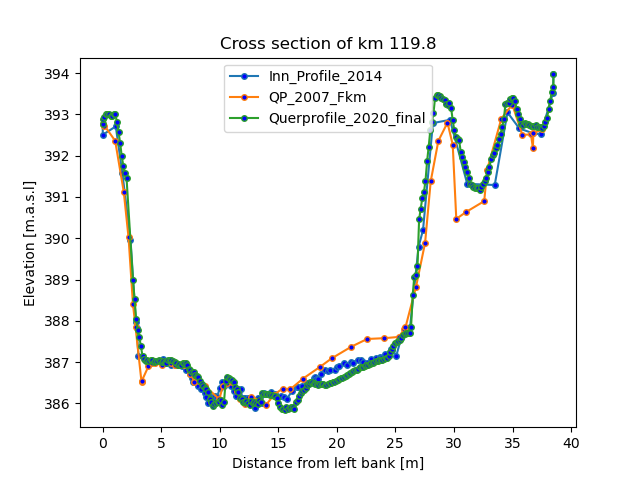 Cross section of km 119.8
Inn_Profile_2014
QP_2007_Fkm
Querprofile_2020_final
Elevation [m.a.s.l]
394
393
392
391
390
389
388
387
386
0 5 10 15 20 25 30 35 40
Distance from left bank [m]